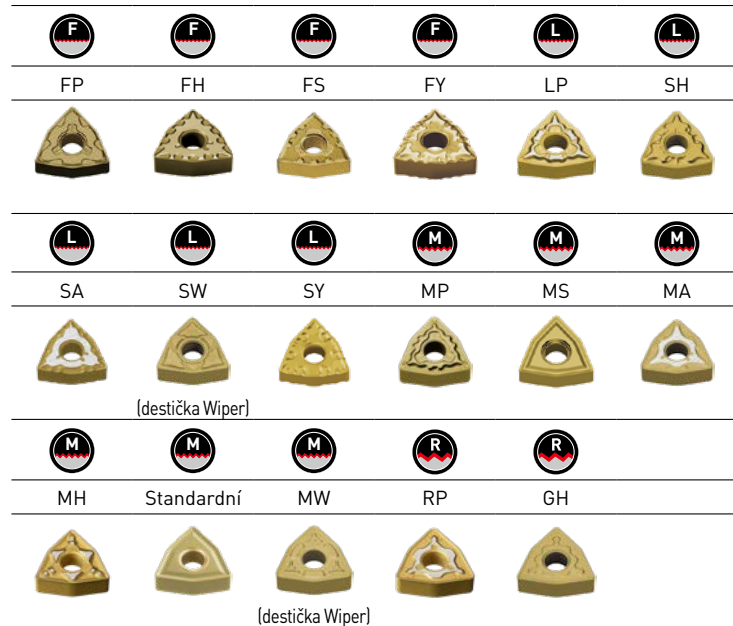 F F F F L L
FP FH FS FY LP SH
L L L M M M
SA SW SY MP MS MA
(destička Wiper)
M M M R R
MH Standardní MW RP GH
(destička Wiper)